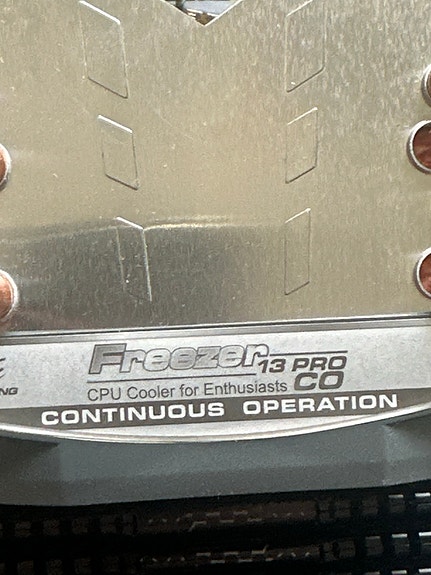 Freezer 13 PRO
CPU Cooler for Enthusiasts CO
CONTINUOUS OPERATION